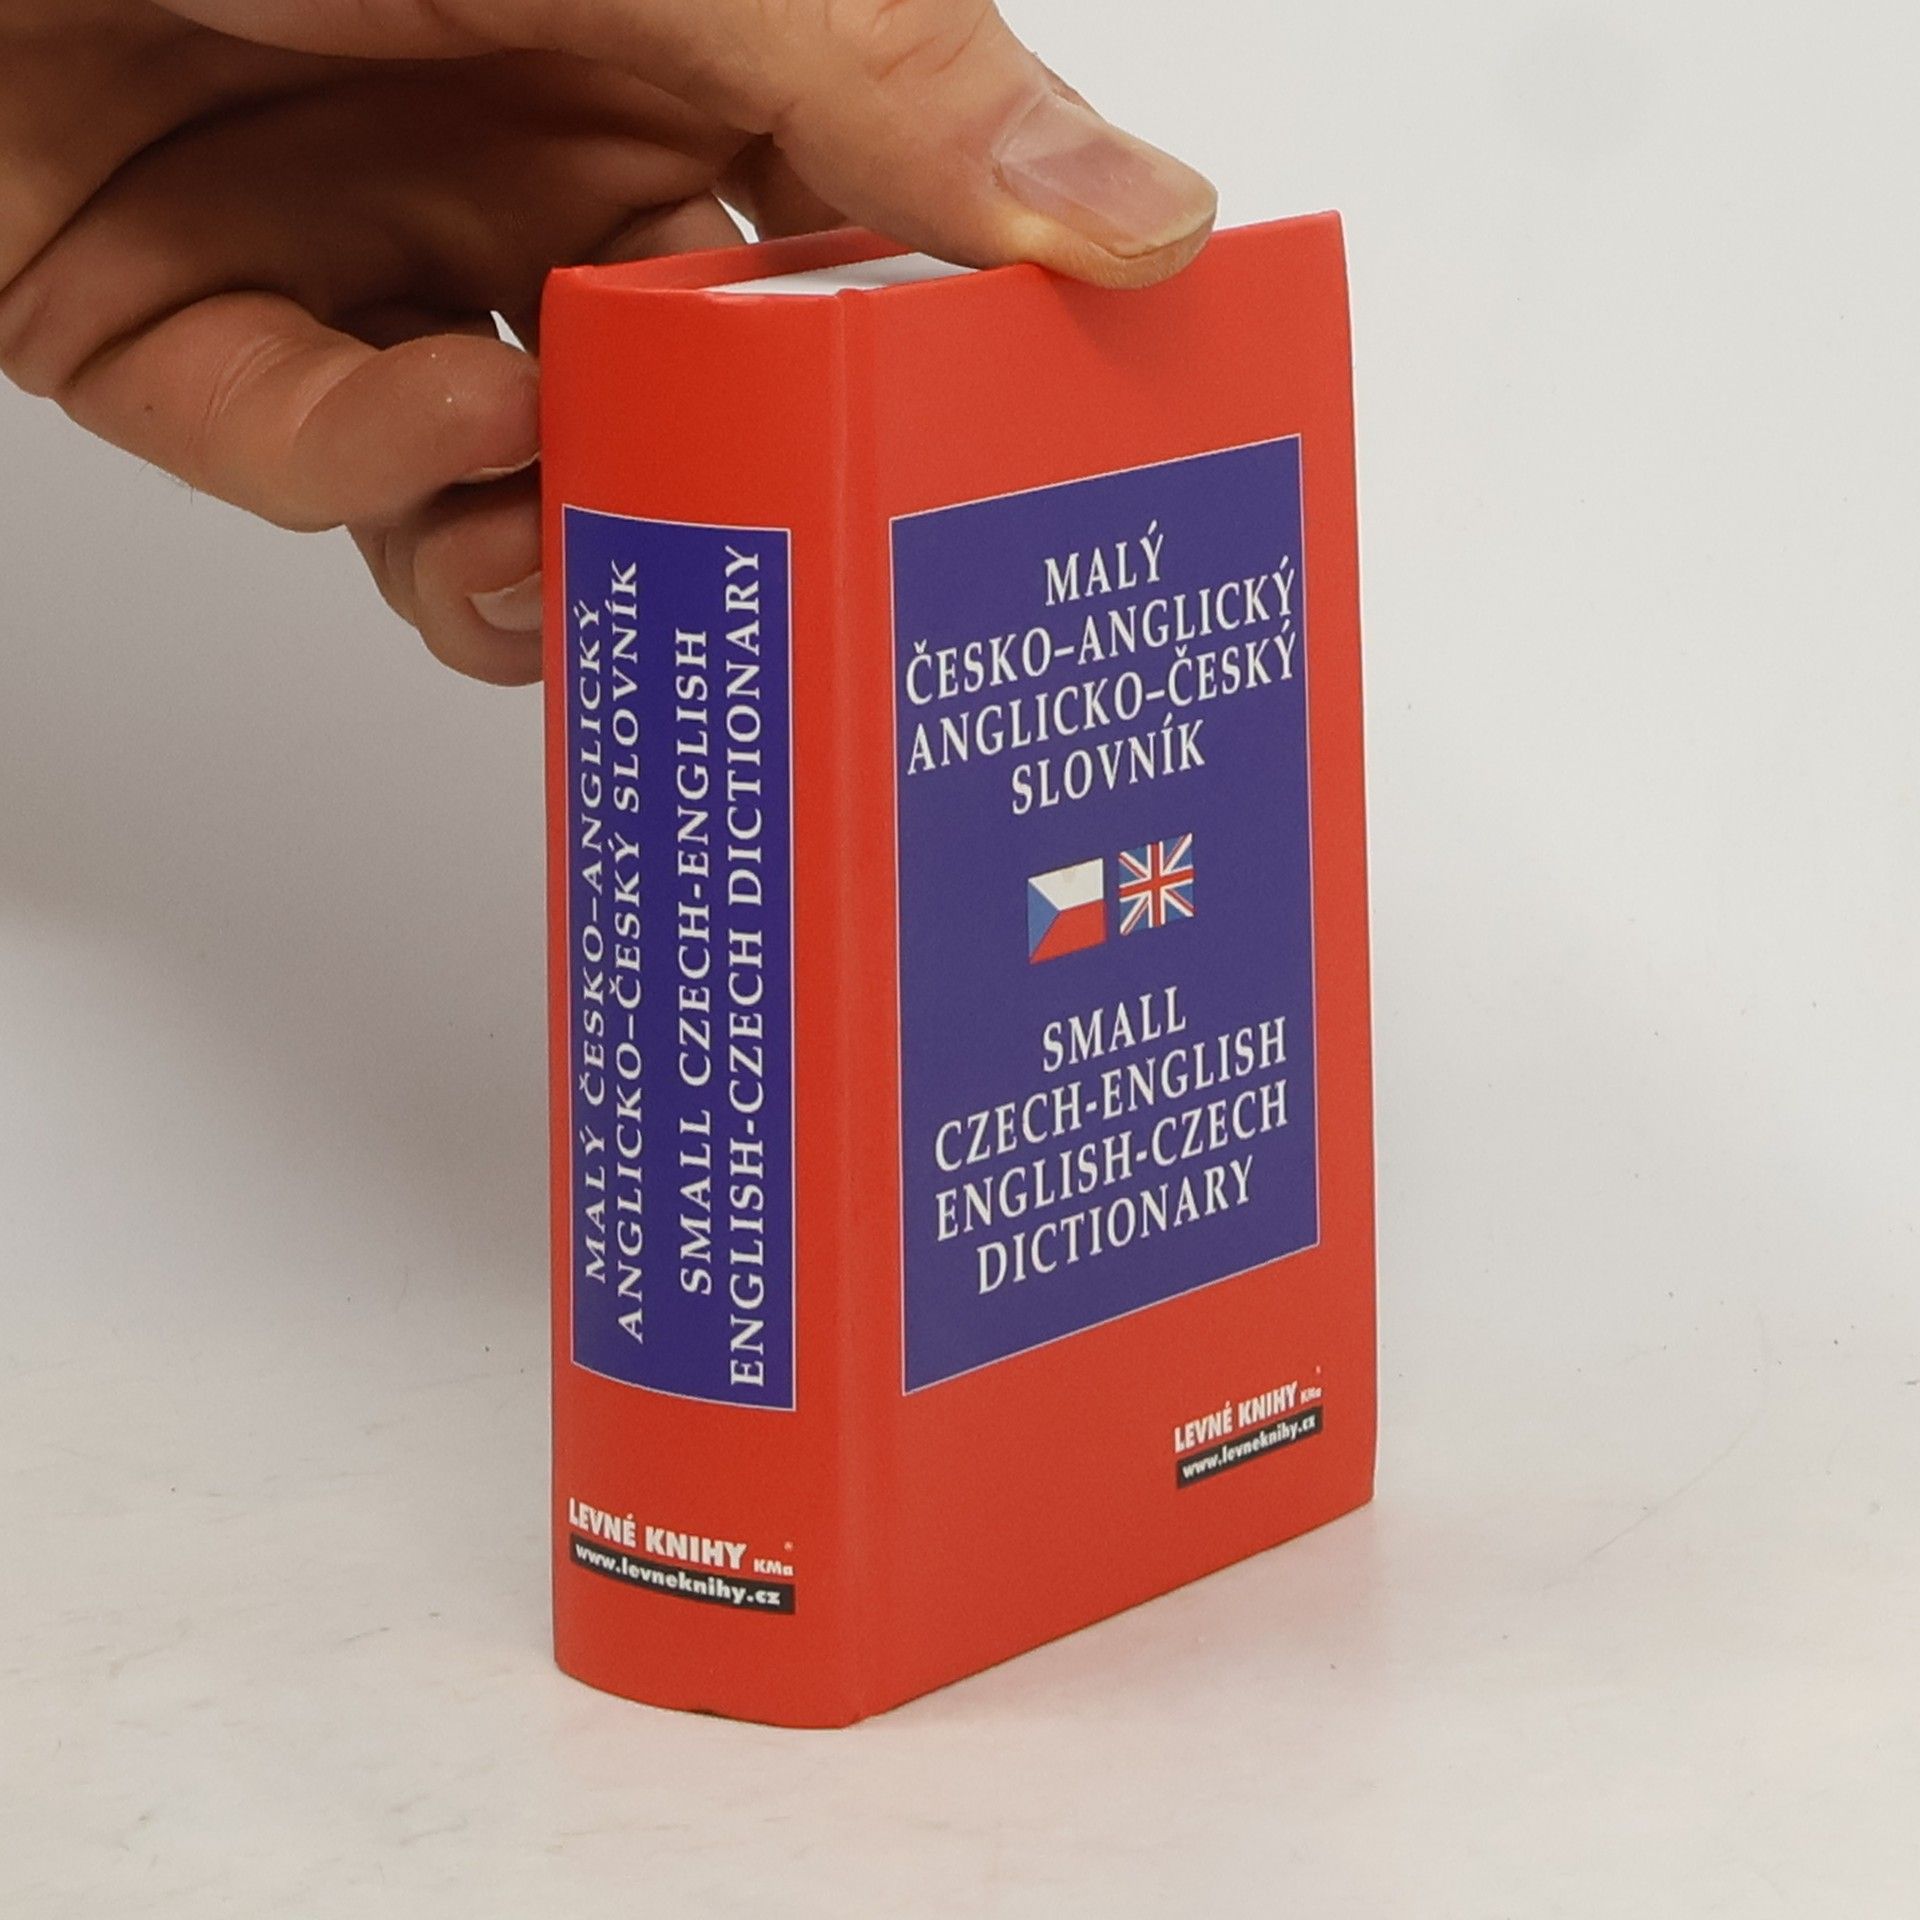 MALÝ ČESKO–ANGLICKÝ
ANGLICKO–ČESKÝ SLOVNÍK
SMALL CZECH-ENGLISH
ENGLISH-CZECH DICTIONARY
LEVNÉ KNIHY KMa ®
www.levneknihy.cz
MALÝ
ČESKO–ANGLICKÝ
ANGLICKO–ČESKÝ
SLOVNÍK
SMALL
CZECH-ENGLISH
ENGLISH-CZECH
DICTIONARY
LEVNÉ KNIHY KMa
www.levneknihy.cz